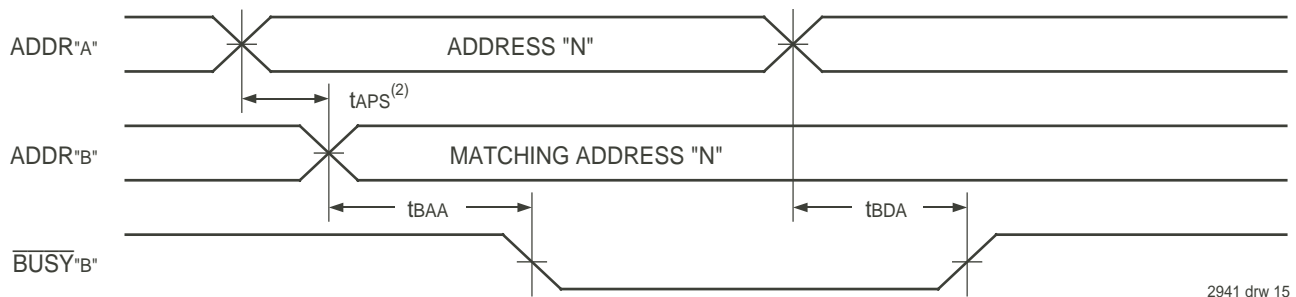 ADDR"A"
ADDRESS "N"
tAPS(2)
ADDR"B"
MATCHING ADDRESS "N"
tBAA
tBDA
BUSY"B"
2941 drw 15